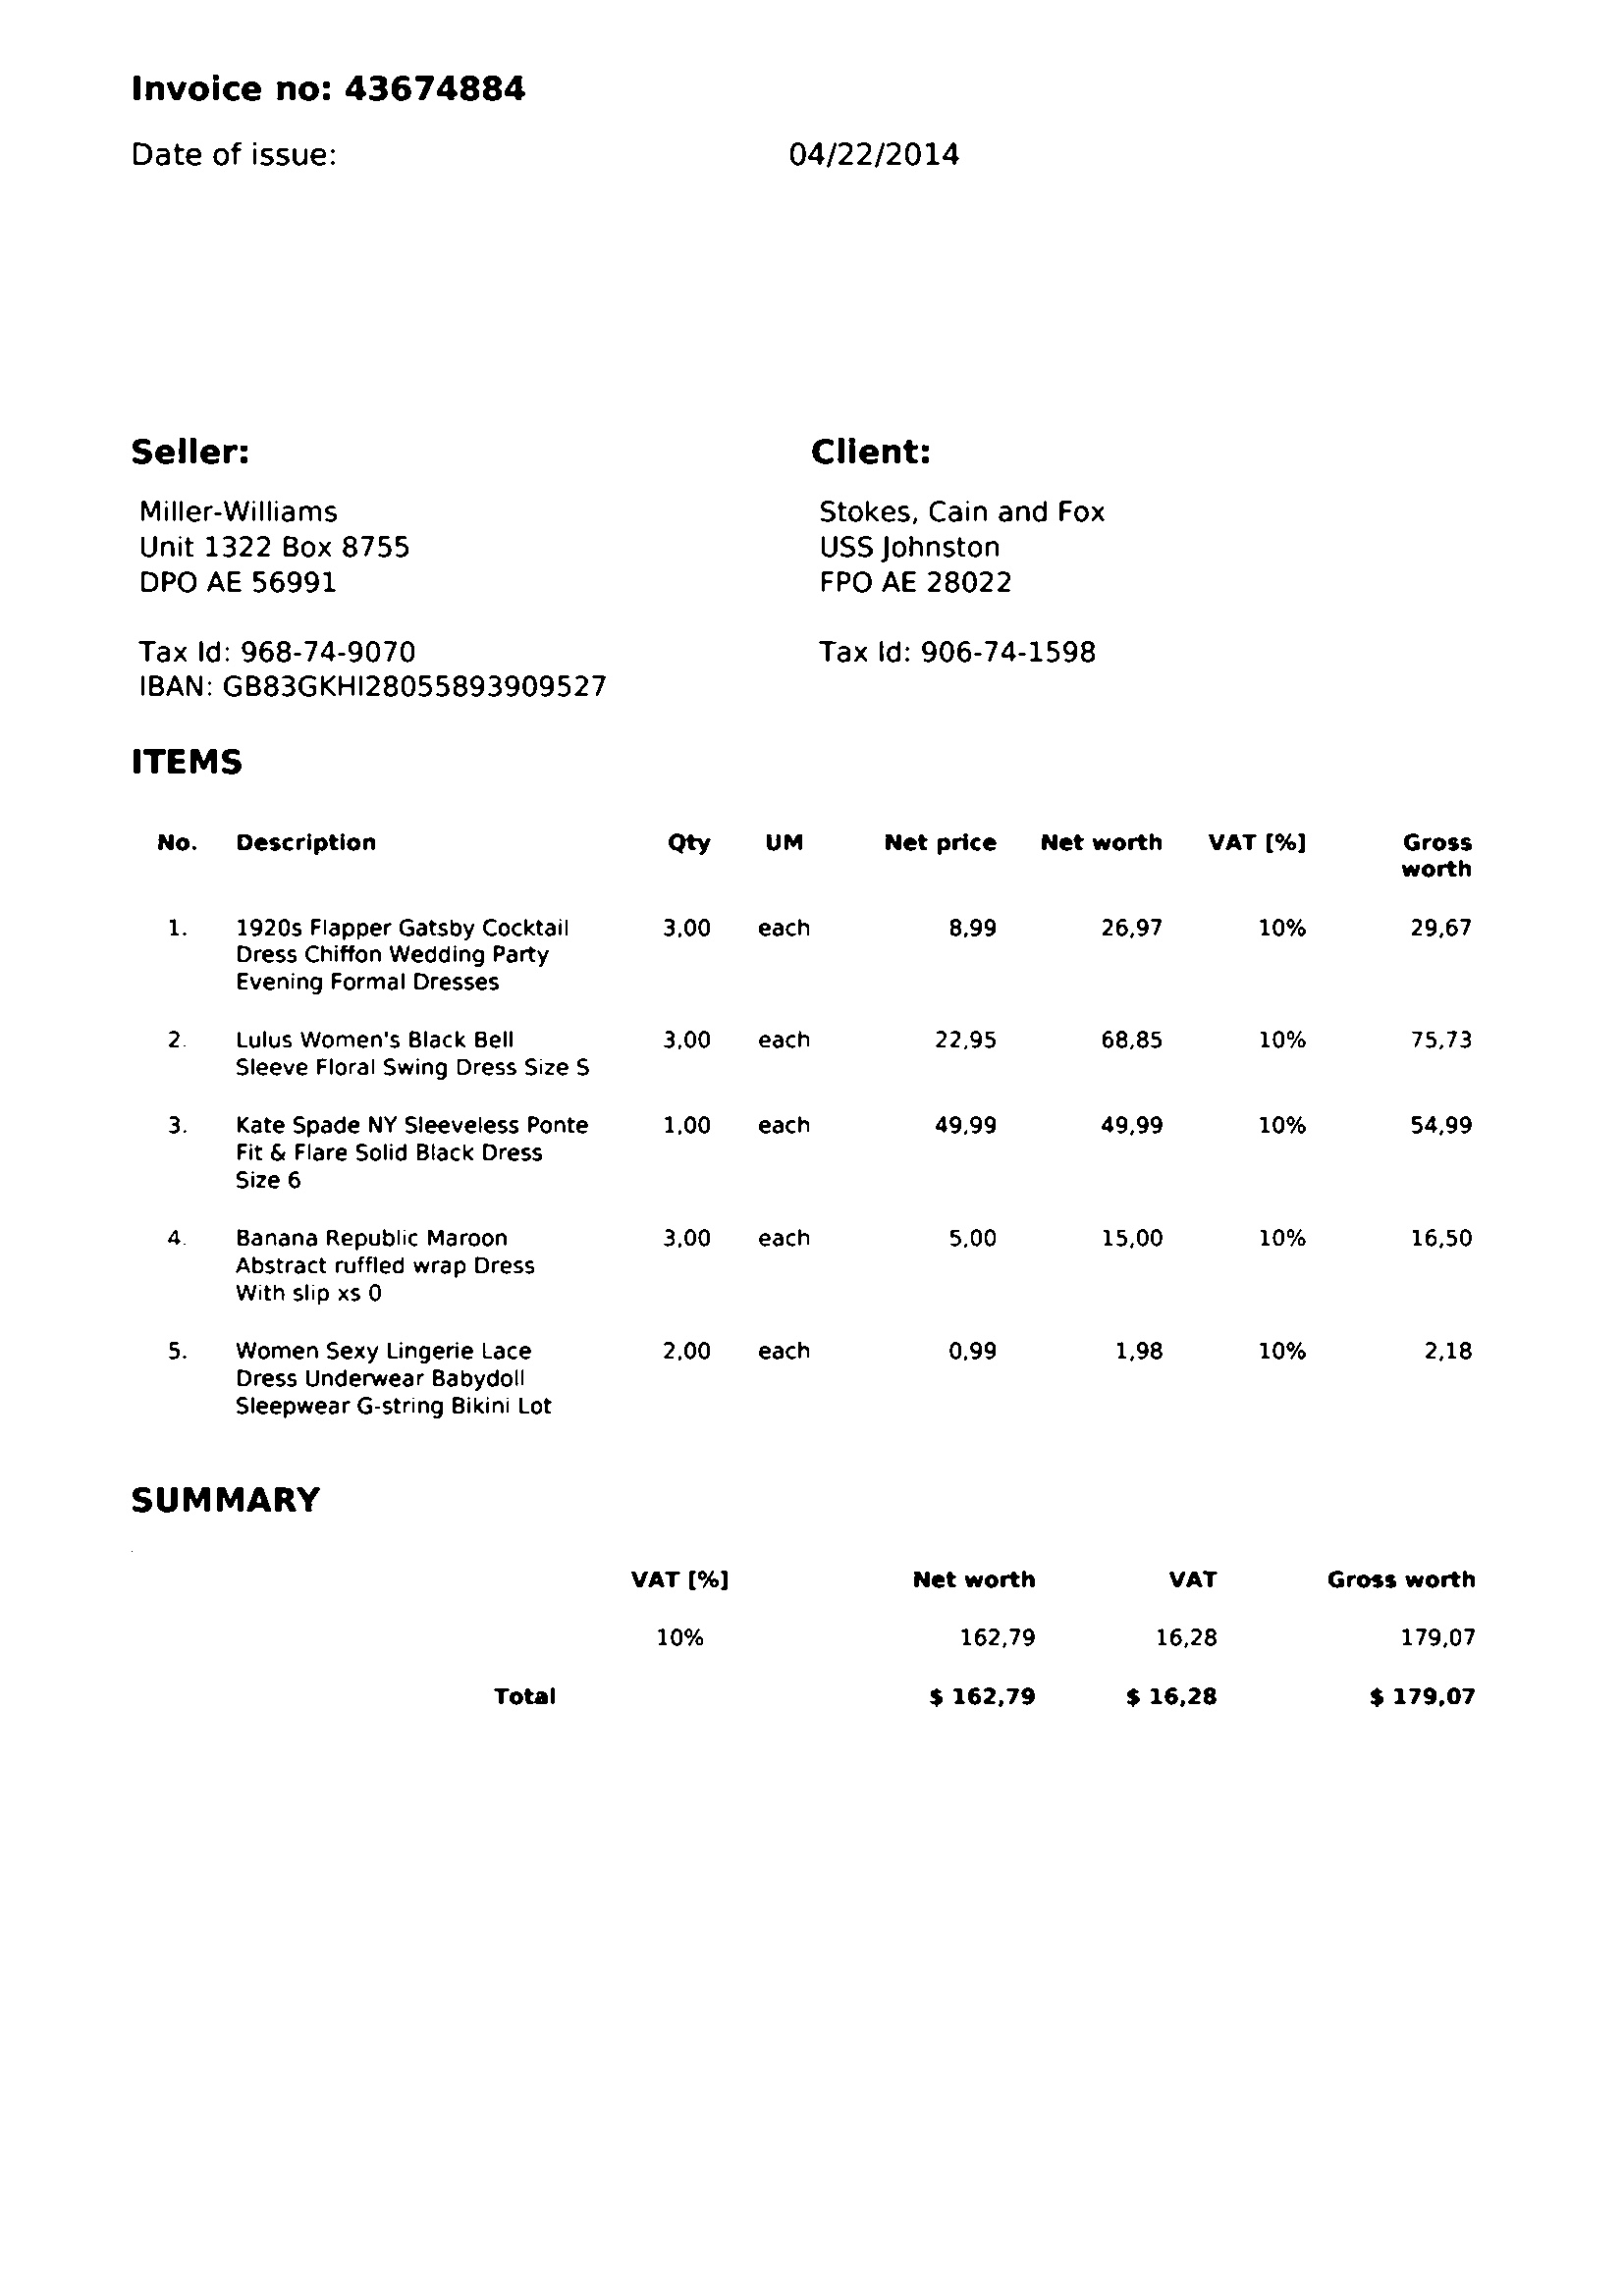 Invoice no: 43674884
Date of issue: 04/22/2014
Seller: Client:
Miller-Williams Stokes, Cain and Fox
Unit 1322 Box 8755 USS Johnston
DPO AE 56991 FPO AE 28022
Tax Id: 968-74-9070 Tax Id: 906-74-1598
IBAN: GB83GKHI28055893909527
ITEMS
No. Description Qty UM Net price Net worth VAT [%] Gross
worth
1. 1920s Flapper Gatsby Cocktail 3,00 each 8,99 26,97 10% 29,67
Dress Chiffon Wedding Party
Evening Formal Dresses
2. Lulus Women's Black Bell 3,00 each 22,95 68,85 10% 75,73
Sleeve Floral Swing Dress Size S
3. Kate Spade NY Sleeveless Ponte 1,00 each 49,99 49,99 10% 54,99
Fit & Flare Solid Black Dress
Size 6
4. Banana Republic Maroon 3,00 each 5,00 15,00 10% 16,50
Abstract ruffled wrap Dress
With slip xs 0
5. Women Sexy Lingerie Lace 2,00 each 0,99 1,98 10% 2,18
Dress Underwear Babydoll
Sleepwear G-string Bikini Lot
SUMMARY
VAT [%] Net worth VAT Gross worth
10% 162,79 16,28 179,07
Total $ 162,79 $ 16,28 $ 179,07